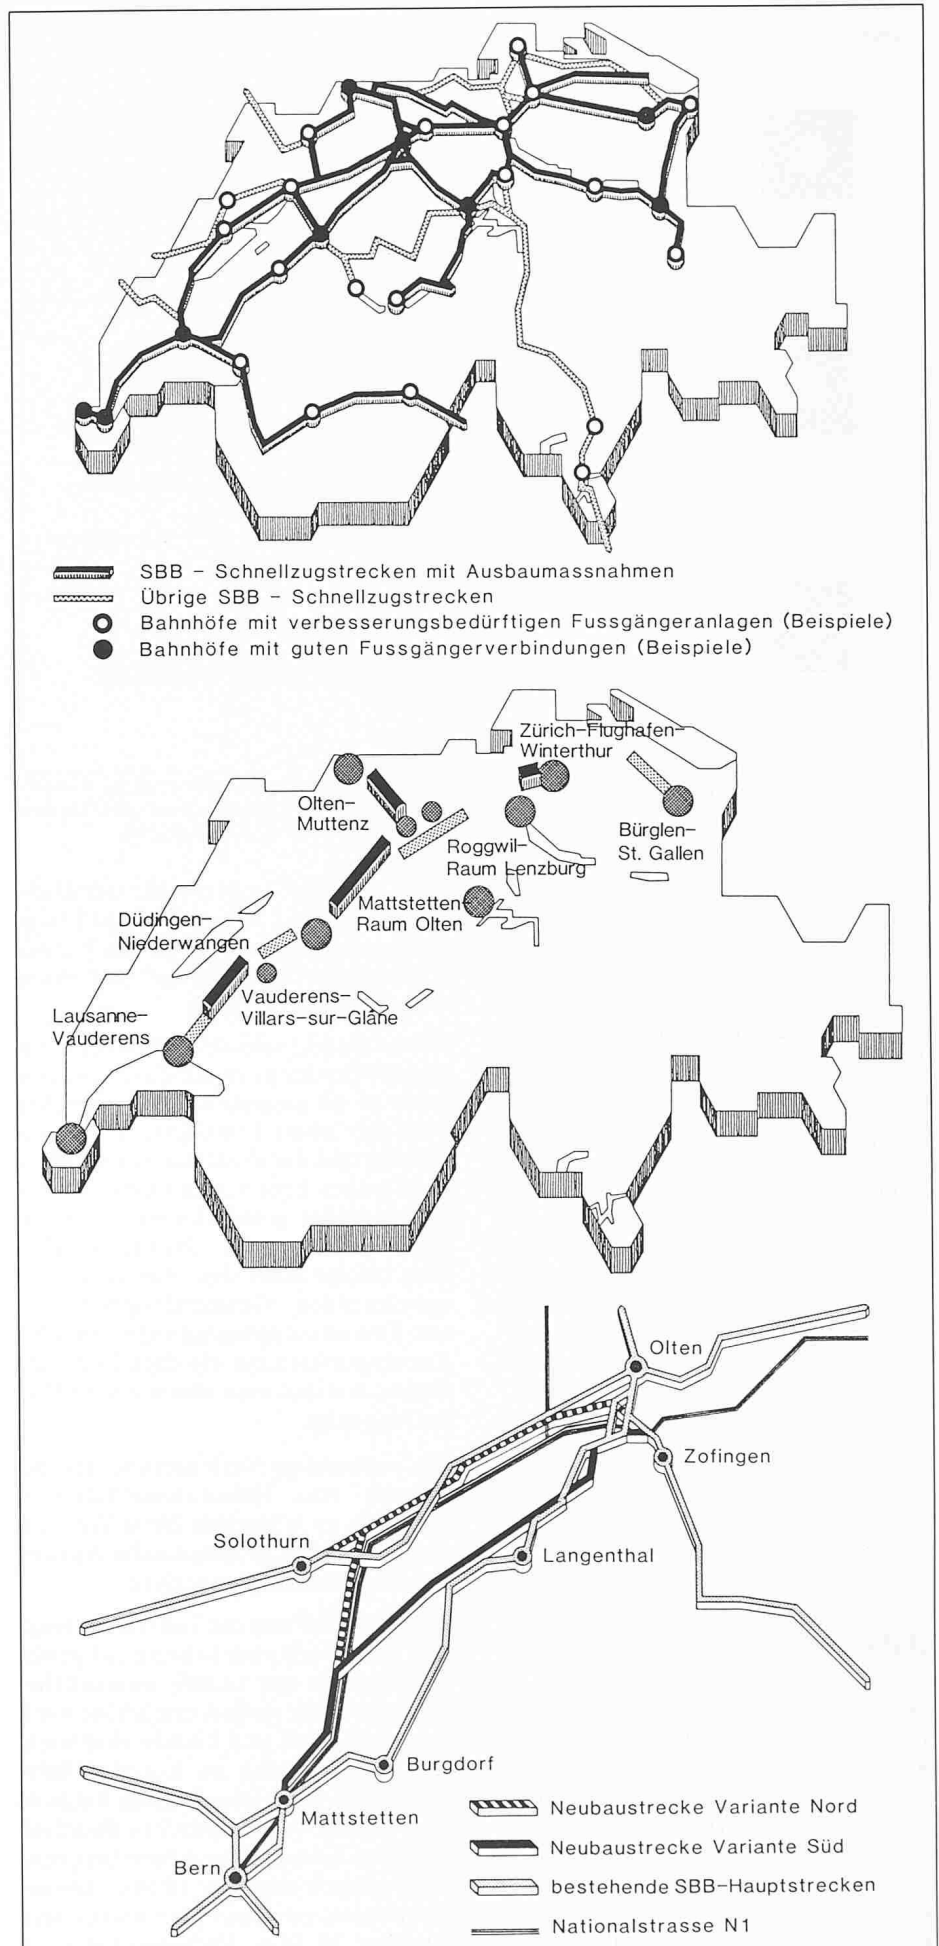 SBB – Schnellzugstrecken mit Ausbaumassnahmen
Übrige SBB – Schnellzugstrecken
Bahnhöfe mit verbesserungsbedürftigen Fussgängeranlagen (Beispiele)
Bahnhöfe mit guten Fussgängerverbindungen (Beispiele)
Zürich–Flughafen–
Winterthur
Olten–
Muttenz
Bürglen–
St. Gallen
Roggwil–
Raum Lenzburg
Mattstetten–
Raum Olten
Düdingen–
Niederwangen
Vauderens–
Villars–sur–Glâne
Lausanne–
Vauderens
Olten
Zofingen
Solothurn
Langenthal
Burgdorf
Mattstetten
Bern
Neubaustrecke Variante Nord
Neubaustrecke Variante Süd
bestehende SBB–Hauptstrecken
Nationalstrasse N1